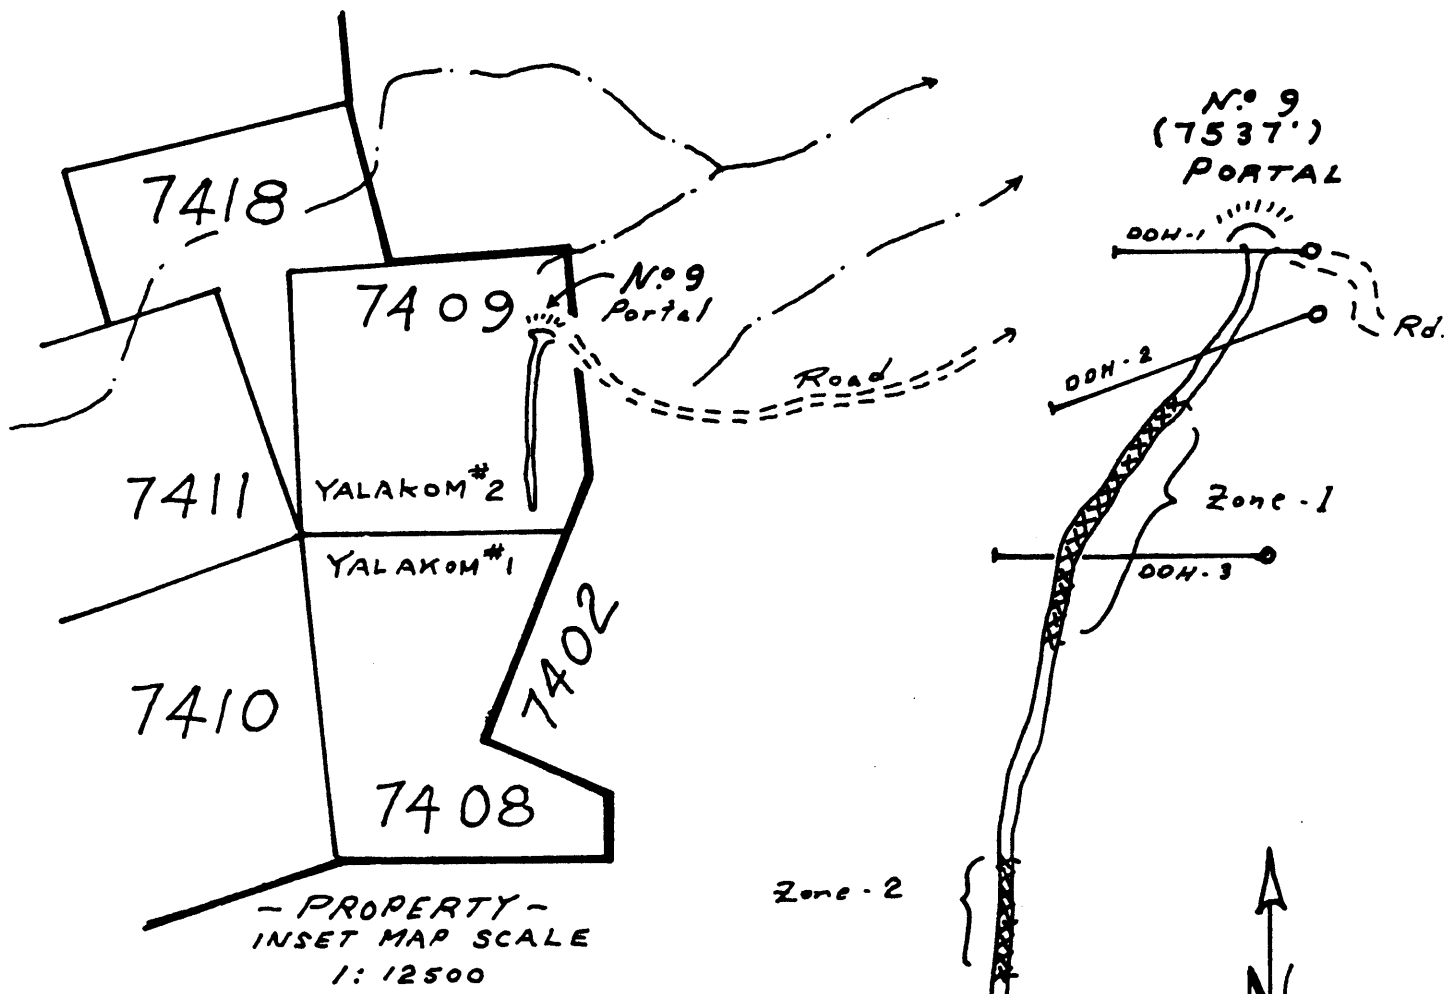 7418
7409
No 9
Portal
Road
7411
YALAKOM #2
YALAKOM #1
7402
7410
7408
- PROPERTY -
INSET MAP SCALE
1: 12500
No 9
(7537')
PORTAL
DDH-1
Rd.
DDH-2
Zone-1
DDH-3
Zone-2
N